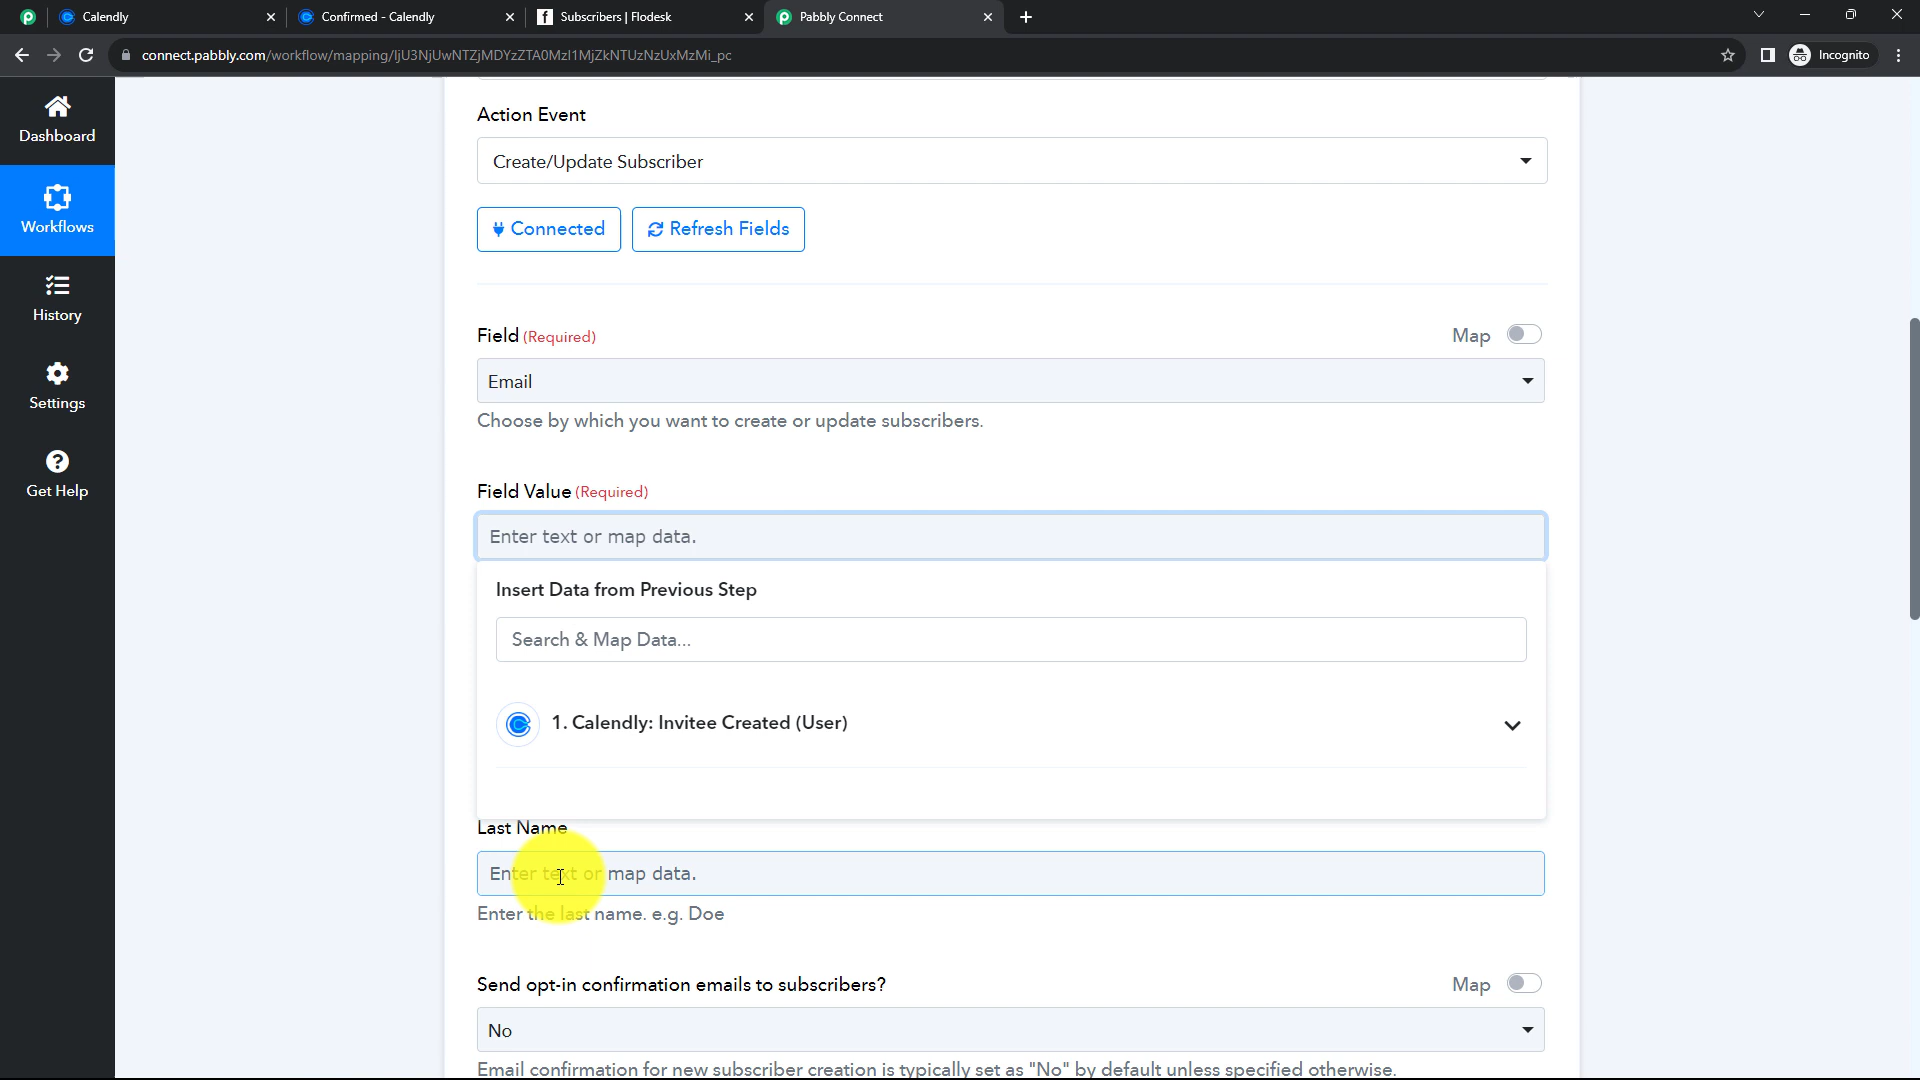 Calendly
Confirmed - Calendly
Subscribers | Flodesk
Pabbly Connect
connect.pabbly.com/workflow/mapping/IjU3NjUwNTZjMDYzZTA0MzI1MjZkNTUzNzUxMzMi_pc
Incognito
Dashboard
Workflows
History
Settings
Get Help
Action Event
Create/Update Subscriber
Connected
Refresh Fields
Field (Required)
Map
Email
Choose by which you want to create or update subscribers.
Field Value (Required)
Enter text or map data.
Insert Data from Previous Step
Search & Map Data...
1. Calendly: Invitee Created (User)
Last Name
Enter text or map data.
Enter the last name. e.g. Doe
Send opt-in confirmation emails to subscribers?
Map
No
Email confirmation for new subscriber creation is typically set as "No" by default unless specified otherwise.